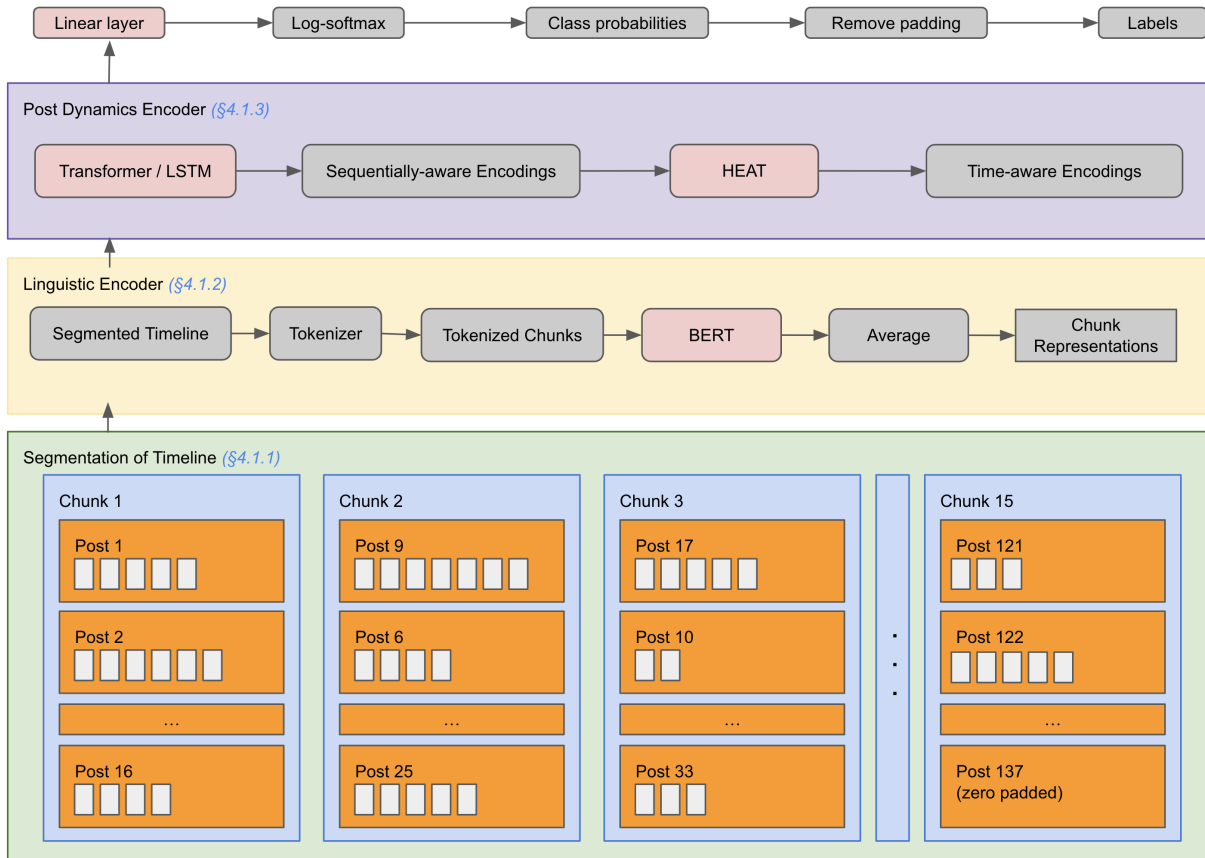 Linear layer
Log-softmax
Class probabilities
Remove padding
Labels
Post Dynamics Encoder (§4.1.3)
Transformer / LSTM
Sequentially-aware Encodings
HEAT
Time-aware Encodings
Linguistic Encoder (§4.1.2)
Segmented Timeline
Tokenizer
Tokenized Chunks
BERT
Average
Chunk
Representations
Segmentation of Timeline (§4.1.1)
Chunk 1
Post 1
Post 2
...
Post 16
Chunk 2
Post 9
Post 6
...
Post 25
Chunk 3
Post 17
Post 10
...
Post 33
.
.
.
Chunk 15
Post 121
Post 122
...
Post 137
(zero padded)